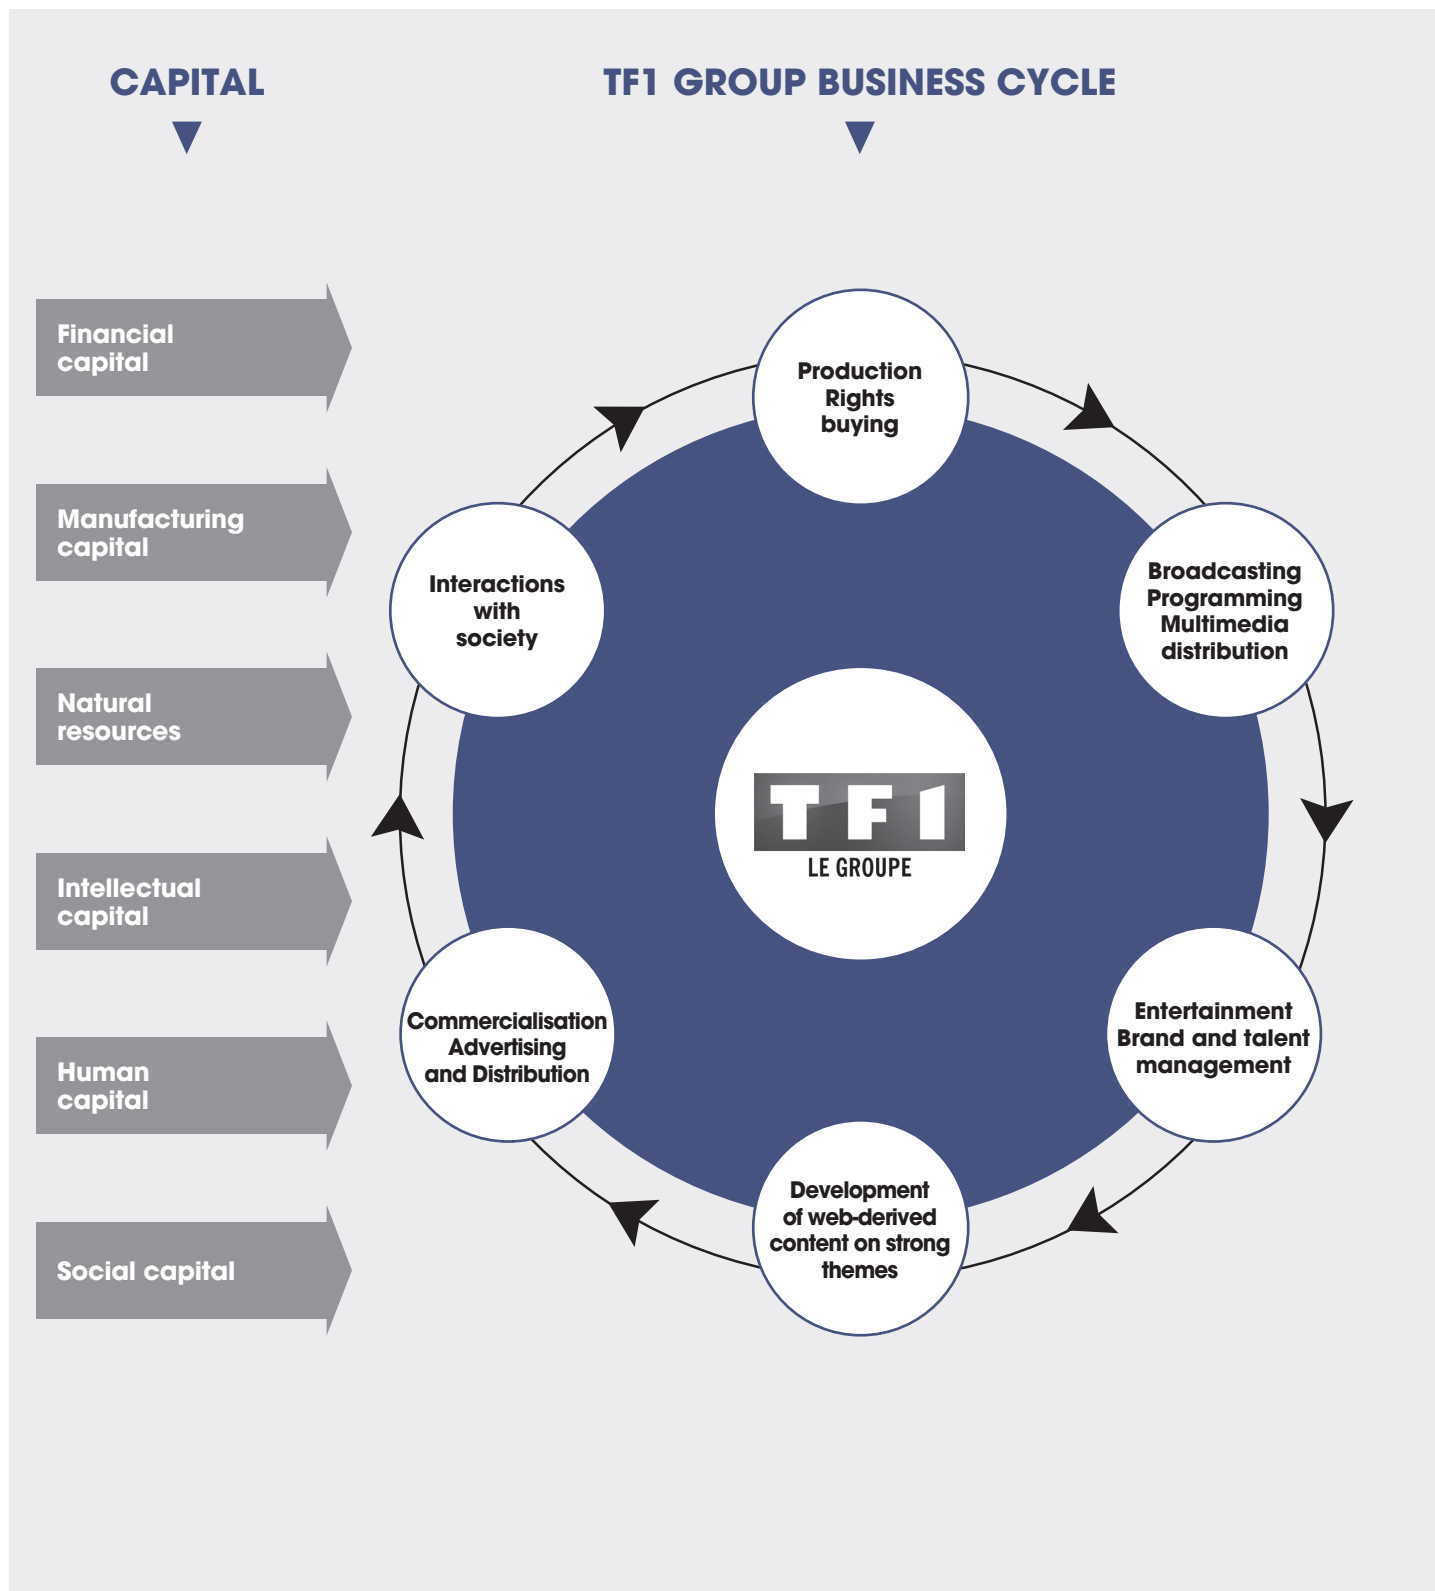 CAPITAL
TF1 GROUP BUSINESS CYCLE
Financial
capital
Manufacturing
capital
Natural
resources
Intellectual
capital
Human
capital
Social capital
Production
Rights
buying
Broadcasting
Programming
Multimedia
distribution
Entertainment
Brand and talent
management
Development
of web-derived
content on strong
themes
Commercialisation
Advertising
and Distribution
Interactions
with
society
TF1
LE GROUPE